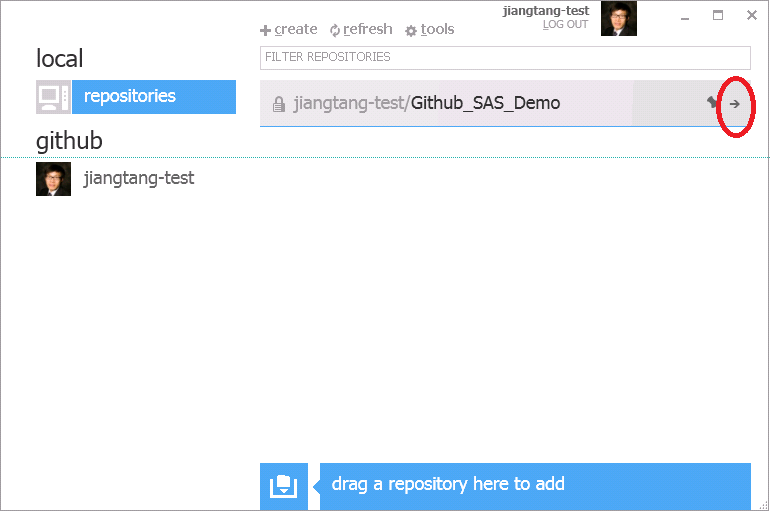 jiangtang-test
LOG OUT
create refresh tools
local
FILTER REPOSITORIES
repositories
jiangtang-test/Github_SAS_Demo
github
jiangtang-test
drag a repository here to add